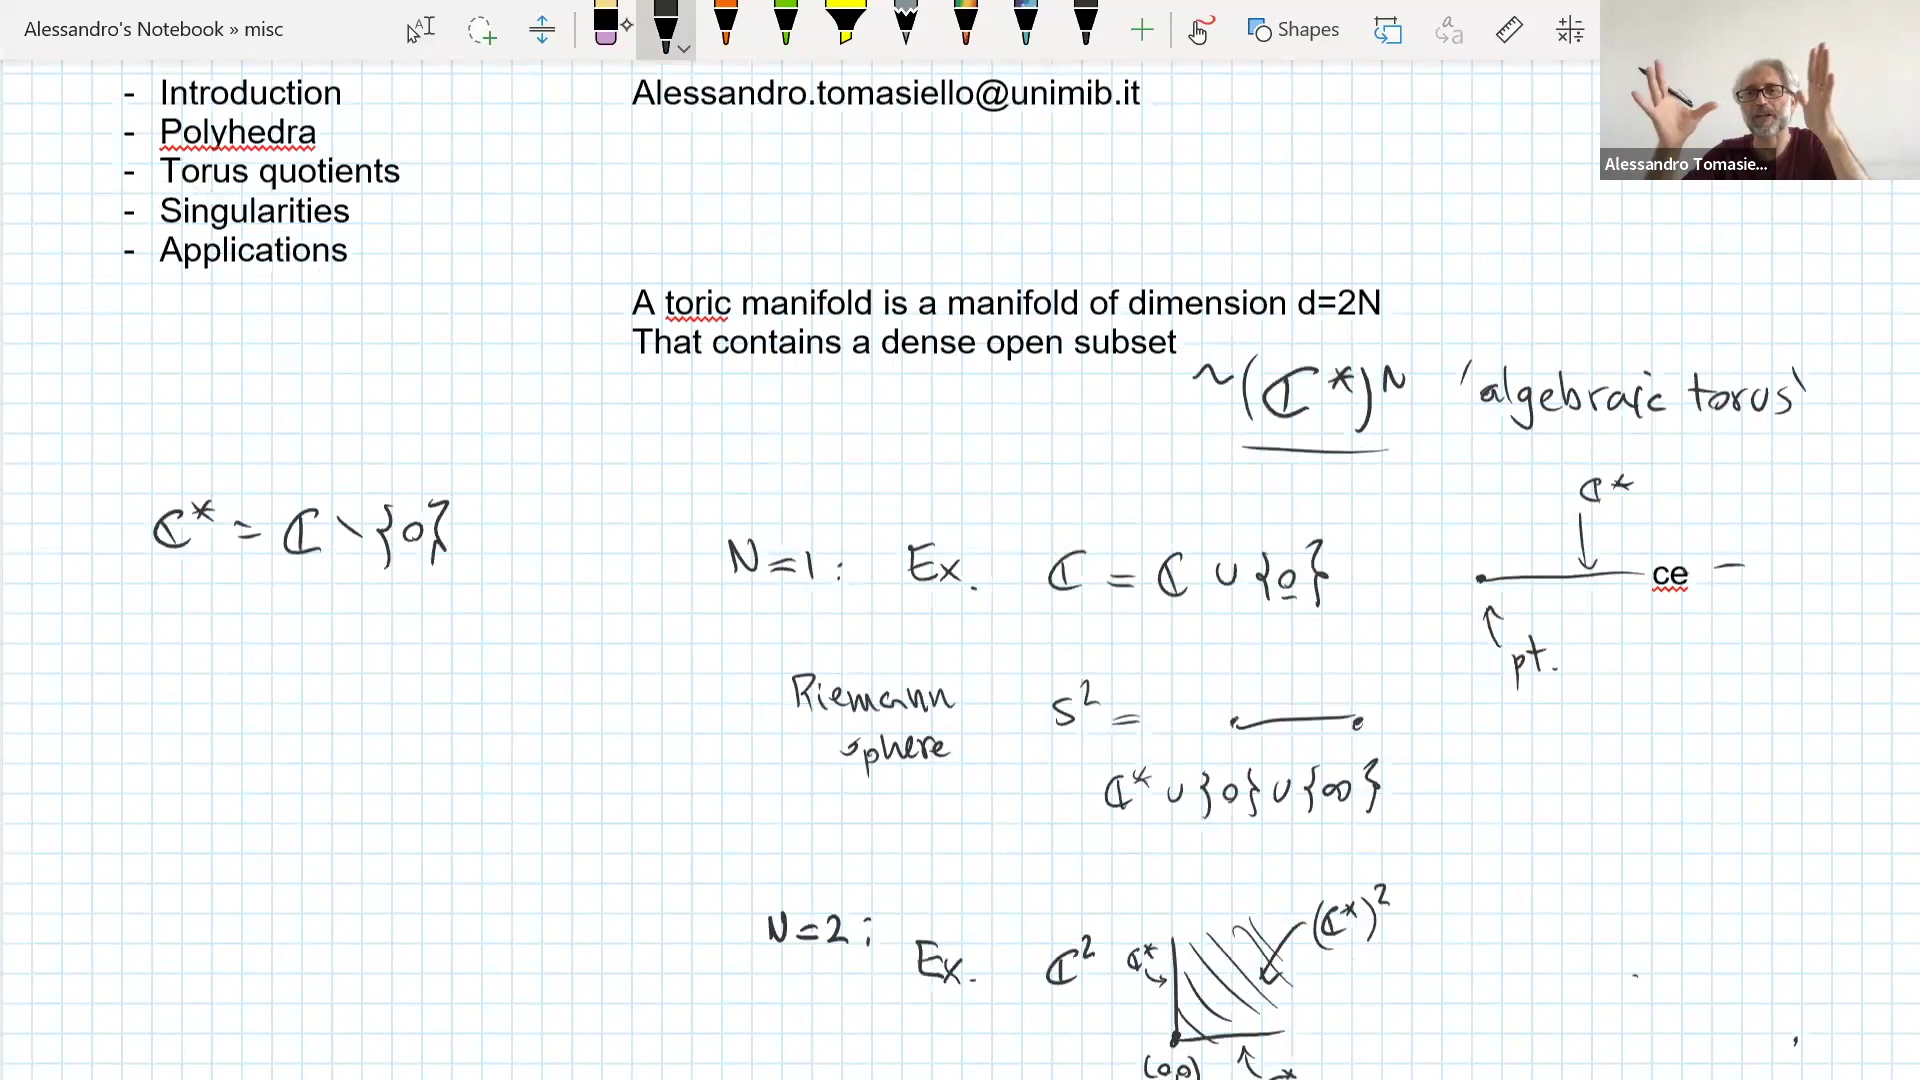 Alessandro's Notebook » misc
Shapes
Alessandro Tomasie...
- Introduction
- Polyhedra
- Torus quotients
- Singularities
- Applications
Alessandro.tomasiello@unimib.it
A toric manifold is a manifold of dimension d=2N
That contains a dense open subset
~(ℂ*)ᴺ 'algebraic torus'
ℂ* = ℂ \ {0}
N=1: Ex. ℂ = ℂ ∪ {0}
ℂ*
ce
pt.
Riemann
sphere
S² =
ℂ* ∪ {0} ∪ {∞}
N=2:
Ex. ℂ²
ℂ*
(ℂ*)²
(0,0)